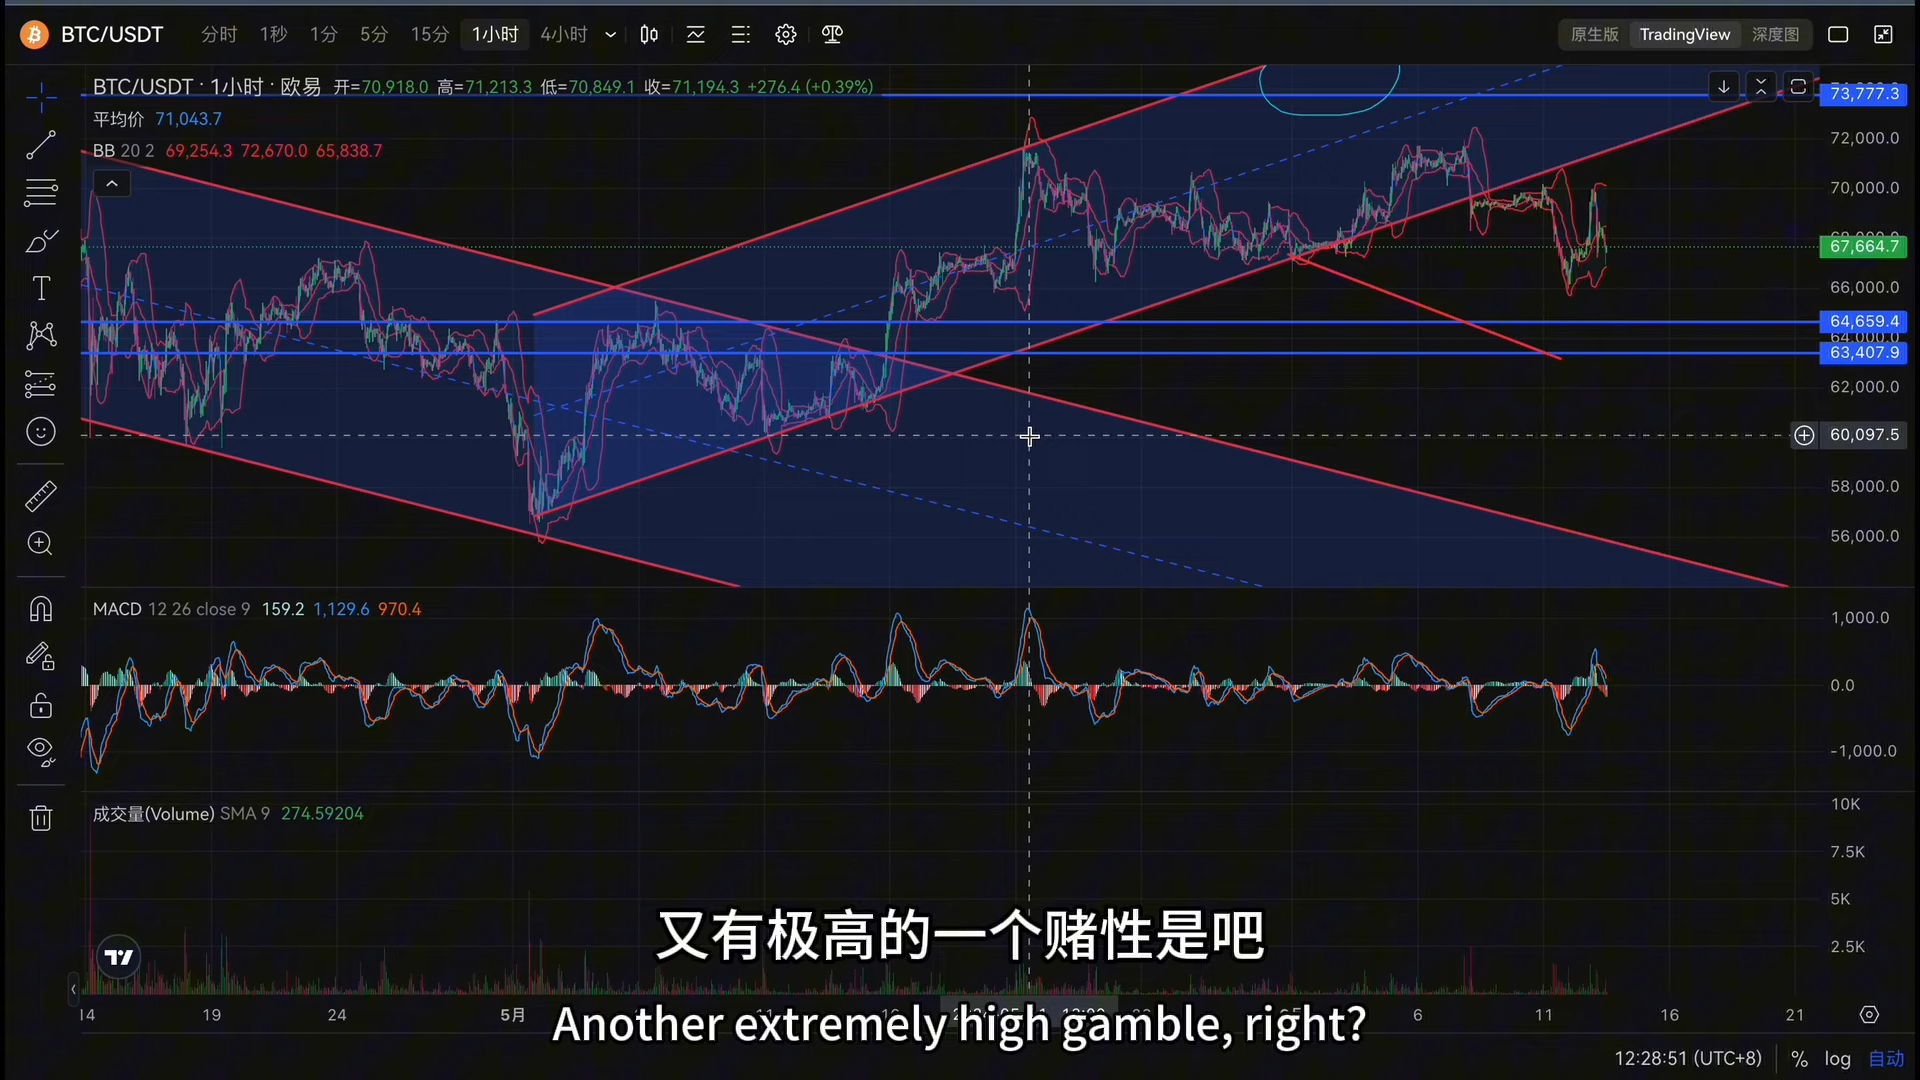 BTC/USDT 分时 1秒 1分 5分 15分 1小时 4小时 原生版 TradingView 深度图
BTC/USDT · 1小时 · 欧易 开=70,918.0 高=71,213.3 低=70,849.1 收=71,194.3 +276.4 (+0.39%)
平均价 71,043.7
BB 20 2 69,254.3 72,670.0 65,838.7
73,777.3
72,000.0
70,000.0
67,664.7
66,000.0
64,659.4
64,000.0
63,407.9
62,000.0
60,097.5
58,000.0
56,000.0
MACD 12 26 close 9 159.2 1,129.6 970.4
1,000.0
0.0
-1,000.0
成交量(Volume) SMA 9 274.59204
10K
7.5K
5K
2.5K
又有极高的一个赌性是吧
14 19 24 5月 6 11 16 21
Another extremely high gamble, right?
12:28:51 (UTC+8) % log 自动